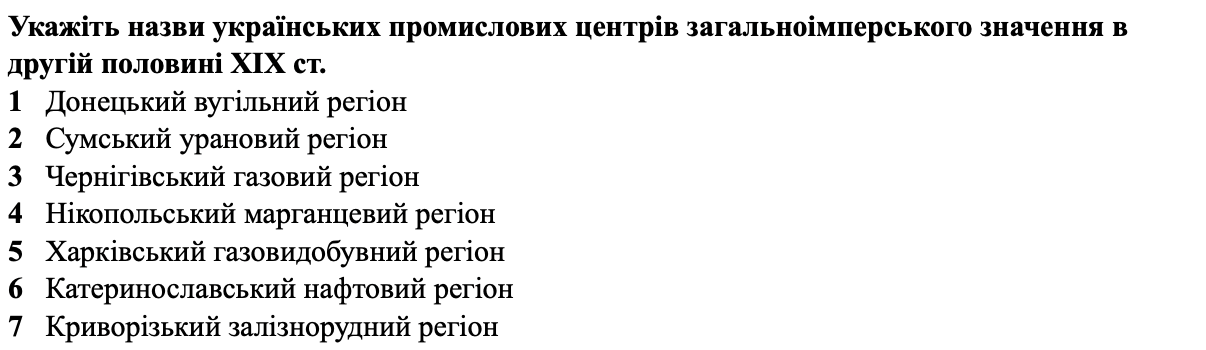 Укажіть назви українських промислових центрів загальноімперського значення в
другій половині XIX ст.
1 Донецький вугільний регіон
2 Сумський урановий регіон
3 Чернігівський газовий регіон
4 Нікопольський марганцевий регіон
5 Харківський газовидобувний регіон
6 Катеринославський нафтовий регіон
7 Криворізький залізнорудний регіон